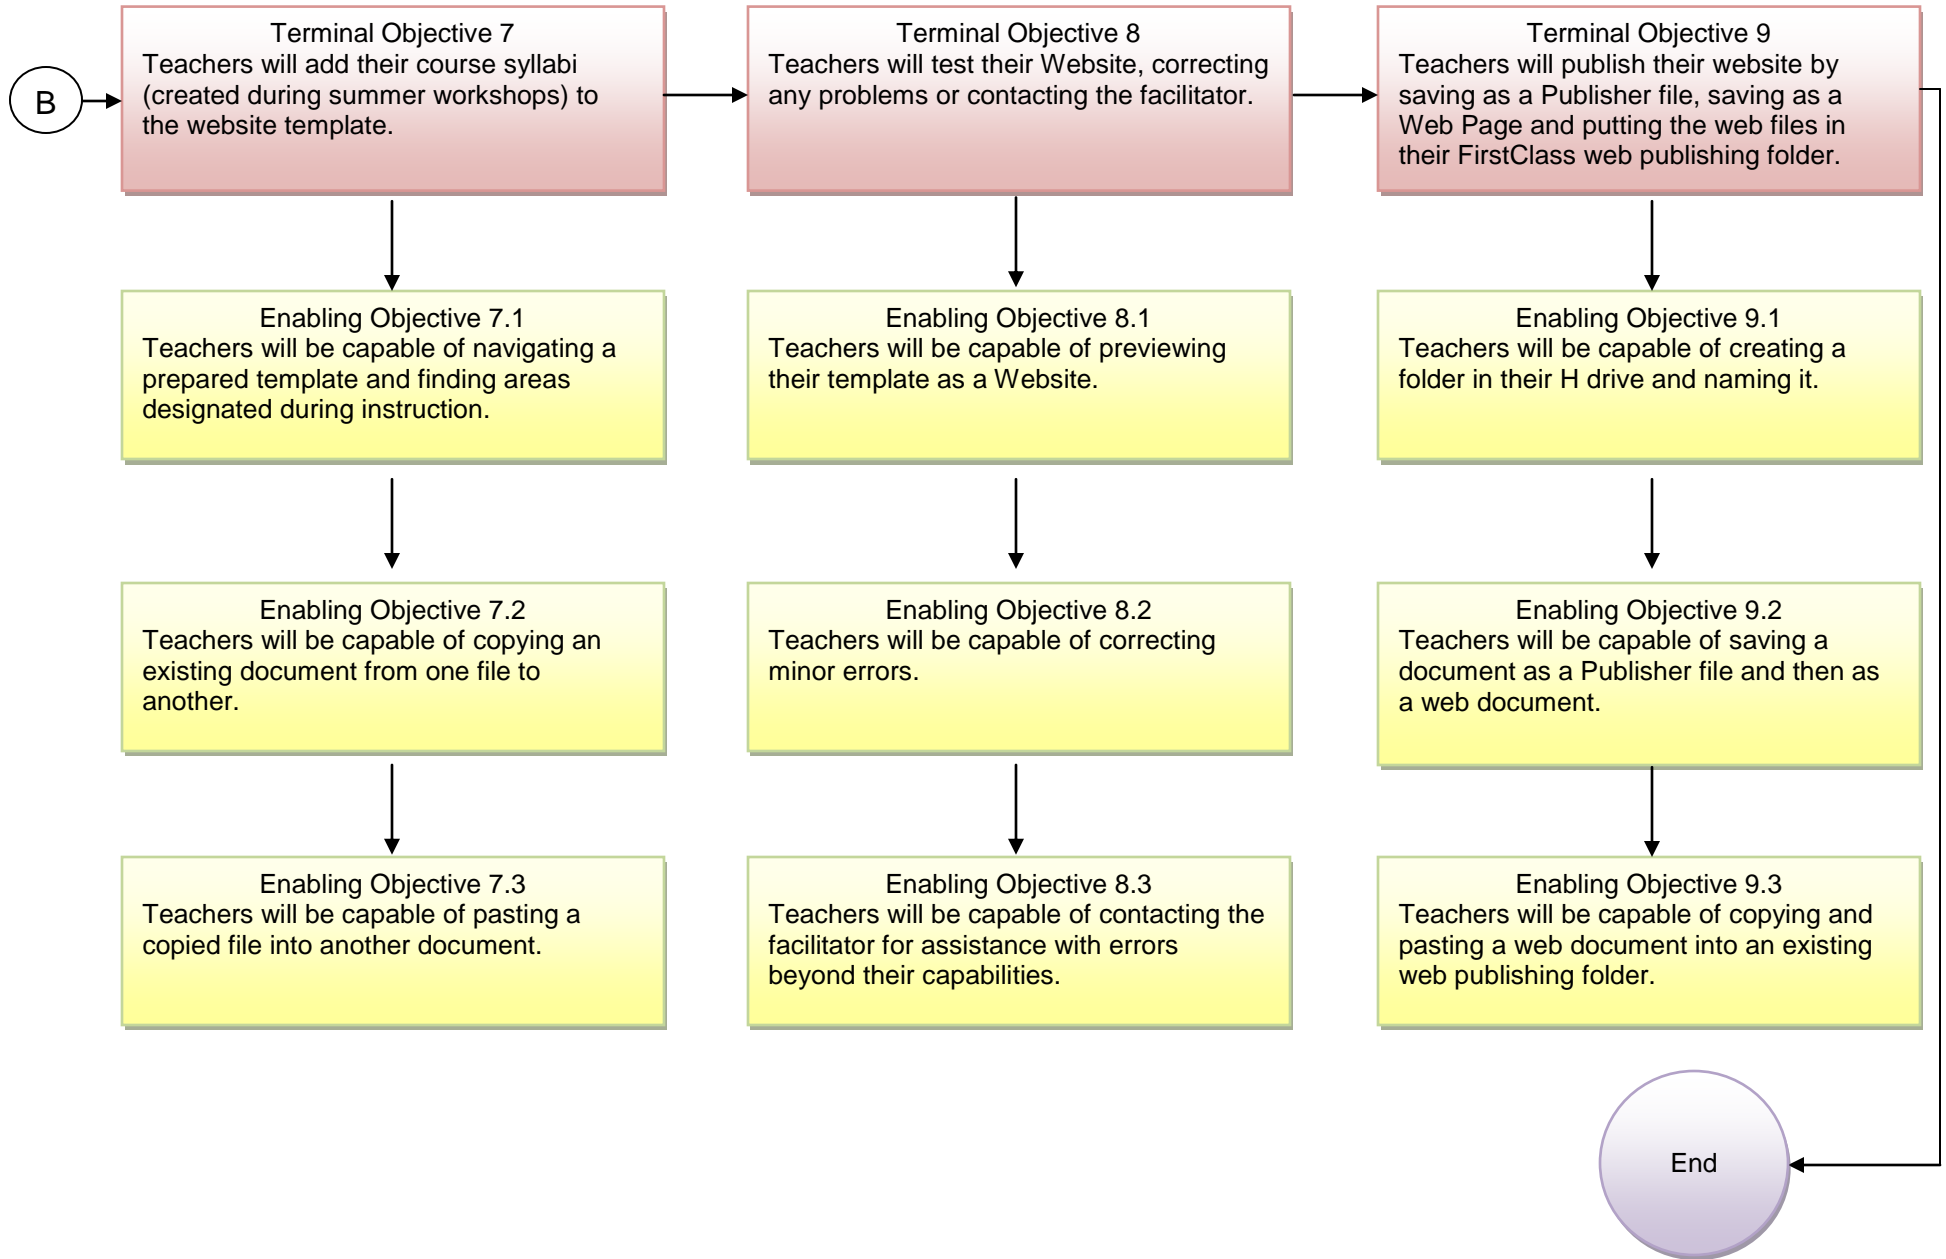 B
Terminal Objective 7
Teachers will add their course syllabi
(created during summer workshops) to
the website template.
Terminal Objective 8
Teachers will test their Website, correcting
any problems or contacting the facilitator.
Terminal Objective 9
Teachers will publish their website by
saving as a Publisher file, saving as a
Web Page and putting the web files in
their FirstClass web publishing folder.
Enabling Objective 7.1
Teachers will be capable of navigating a
prepared template and finding areas
designated during instruction.
Enabling Objective 8.1
Teachers will be capable of previewing
their template as a Website.
Enabling Objective 9.1
Teachers will be capable of creating a
folder in their H drive and naming it.
Enabling Objective 7.2
Teachers will be capable of copying an
existing document from one file to
another.
Enabling Objective 8.2
Teachers will be capable of correcting
minor errors.
Enabling Objective 9.2
Teachers will be capable of saving a
document as a Publisher file and then as
a web document.
Enabling Objective 7.3
Teachers will be capable of pasting a
copied file into another document.
Enabling Objective 8.3
Teachers will be capable of contacting the
facilitator for assistance with errors
beyond their capabilities.
Enabling Objective 9.3
Teachers will be capable of copying and
pasting a web document into an existing
web publishing folder.
End